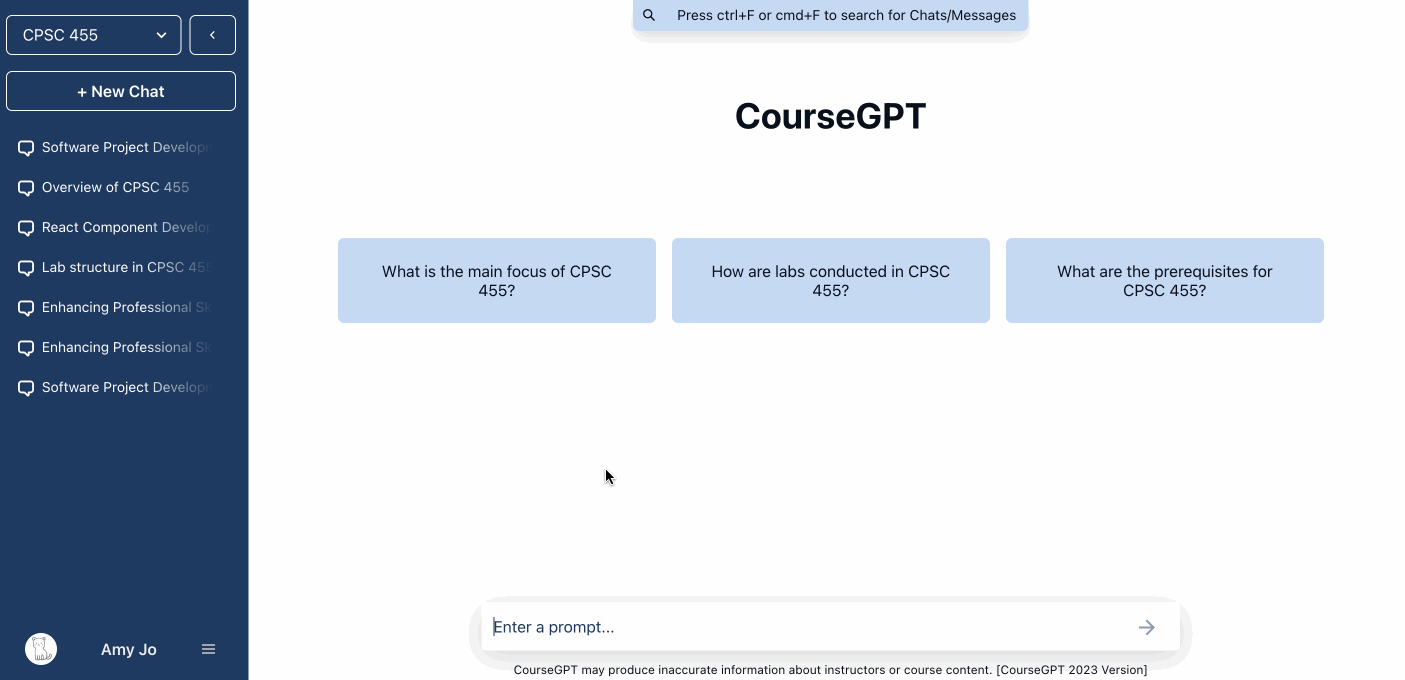 CPSC 455
+ New Chat
Software Project Developm
Overview of CPSC 455
React Component Develop
Lab structure in CPSC 455
Enhancing Professional Sk
Enhancing Professional Sk
Software Project Developm
Amy Jo
Press ctrl+F or cmd+F to search for Chats/Messages
CourseGPT
What is the main focus of CPSC
455?
How are labs conducted in CPSC
455?
What are the prerequisites for
CPSC 455?
Enter a prompt...
CourseGPT may produce inaccurate information about instructors or course content. [CourseGPT 2023 Version]